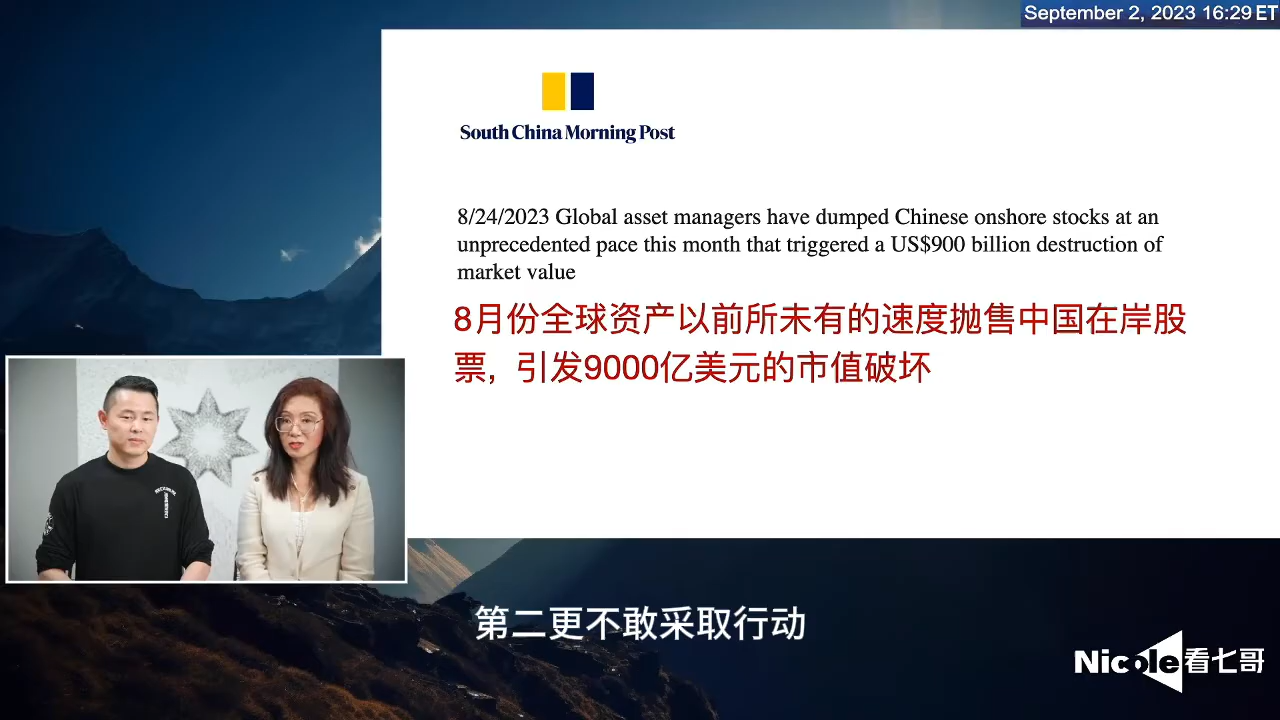 September 2, 2023 16:29 ET
South China Morning Post
8/24/2023 Global asset managers have dumped Chinese onshore stocks at an
unprecedented pace this month that triggered a US$900 billion destruction of
market value
8月份全球资产以前所未有的速度抛售中国在岸股
票, 引发9000亿美元的市值破坏
第二更不敢采取行动
Nicole看七哥